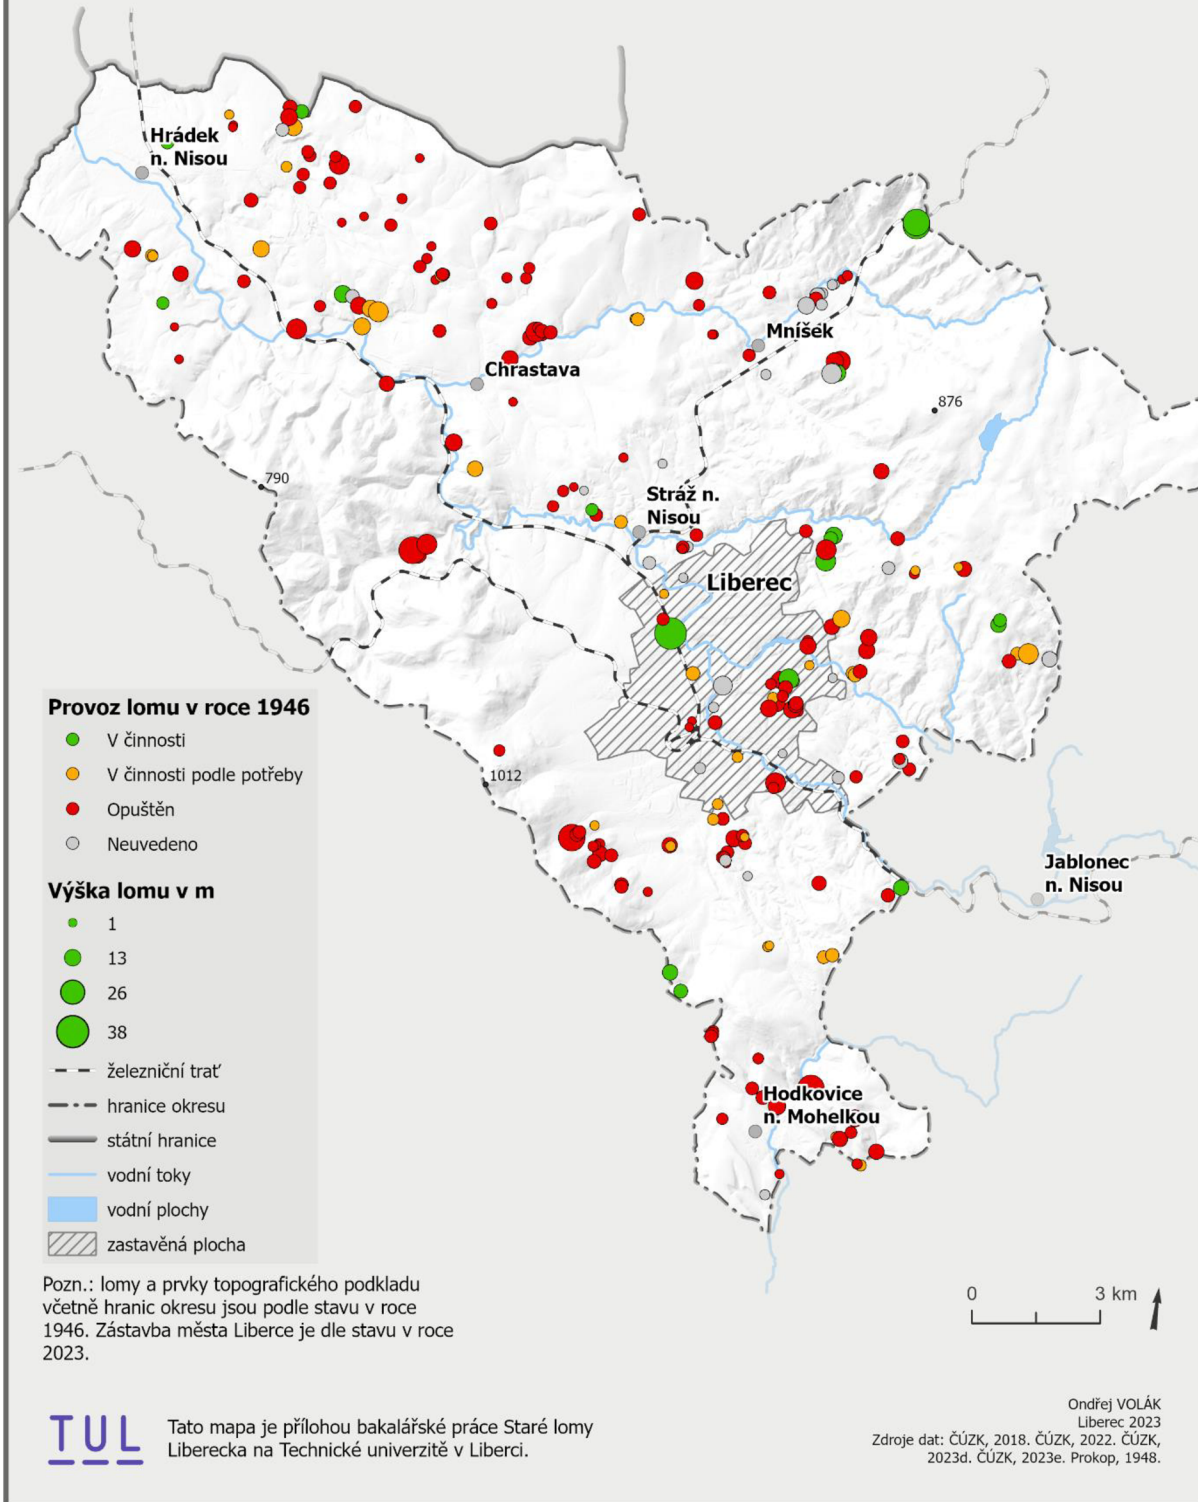 Hrádek
n. Nisou
Mníšek
Chrastava
876
790
Stráž n.
Nisou
Liberec
1012
Jablonec
n. Nisou
Hodkovice
n. Mohelkou
Provoz lomu v roce 1946
V činnosti
V činnosti podle potřeby
Opuštěn
Neuvedeno
Výška lomu v m
1
13
26
38
železniční trať
hranice okresu
státní hranice
vodní toky
vodní plochy
zastavěná plocha
Pozn.: lomy a prvky topografického podkladu
včetně hranic okresu jsou podle stavu v roce
1946. Zástavba města Liberce je dle stavu v roce
2023.
0 3 km
TUL
Tato mapa je přílohou bakalářské práce Staré lomy
Liberecka na Technické univerzitě v Liberci.
Ondřej VOLÁK
Liberec 2023
Zdroje dat: ČÚZK, 2018. ČÚZK, 2022. ČÚZK,
2023d. ČÚZK, 2023e. Prokop, 1948.